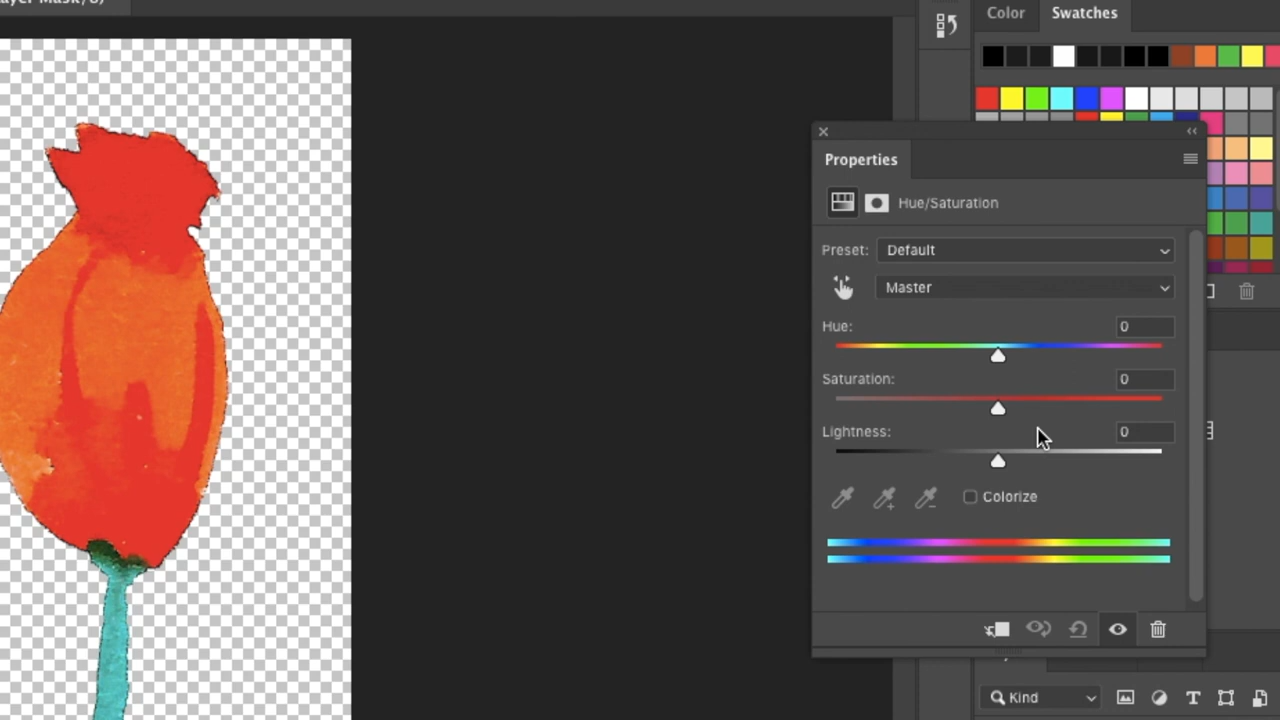 ayer Mask/8)
Color
Swatches
Properties
Hue/Saturation
Preset:
Default
Master
Hue:
0
Saturation:
0
Lightness:
0
Colorize
Kind